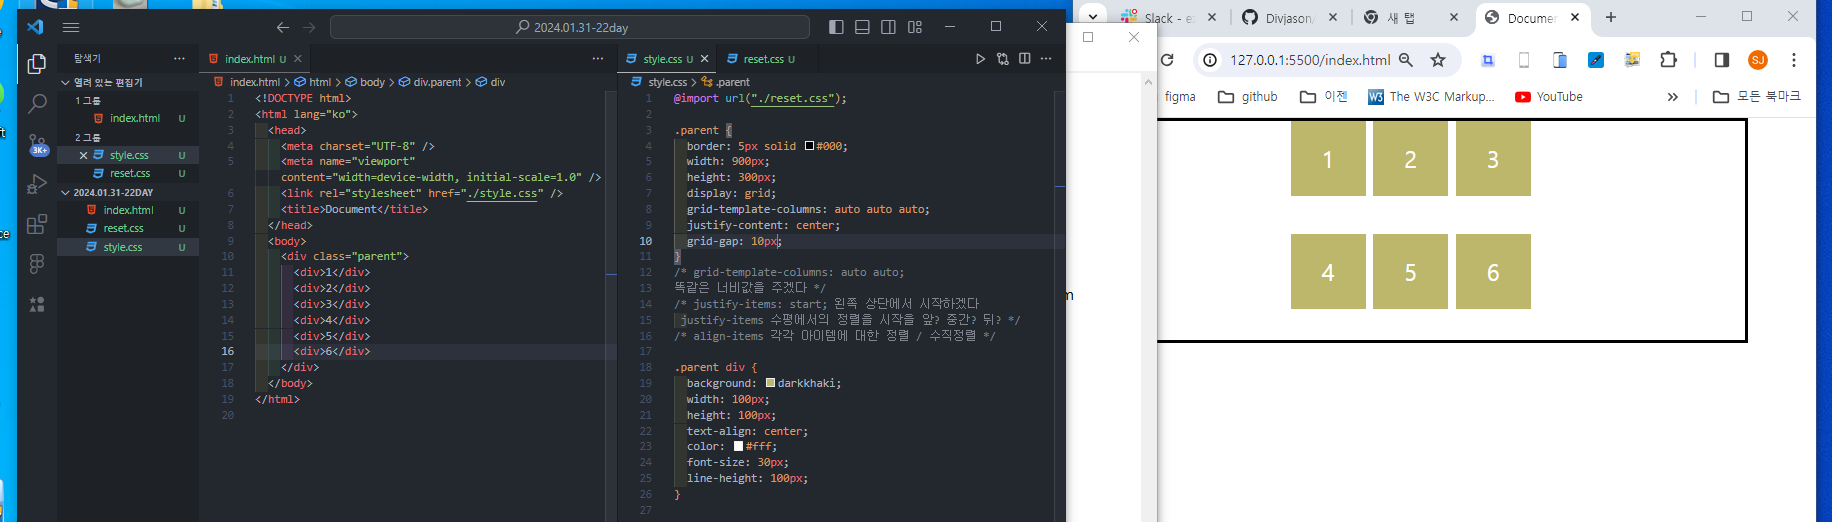 2024.01.31-22day
Slack - e
Divjason/
새 탭
Documen
탐색기
index.html U
style.css U
reset.css U
127.0.0.1:5500/index.html
SJ
열려 있는 편집기
index.html > html > body > div.parent > div
style.css > .parent
figma
github
이젠
The W3C Markup...
YouTube
모든 북마크
1 그룹
index.html U
2 그룹
style.css U
reset.css U
2024.01.31-22DAY
index.html U
reset.css U
style.css U
3K+
1 <!DOCTYPE html>
2 <html lang="ko">
3 <head>
4 <meta charset="UTF-8" />
5 <meta name="viewport"
content="width=device-width, initial-scale=1.0" />
6 <link rel="stylesheet" href="./style.css" />
7 <title>Document</title>
8 </head>
9 <body>
10 <div class="parent">
11 <div>1</div>
12 <div>2</div>
13 <div>3</div>
14 <div>4</div>
15 <div>5</div>
16 <div>6</div>
17 </div>
18 </body>
19 </html>
20
1 @import url("./reset.css");
2
3 .parent {
4 border: 5px solid #000;
5 width: 900px;
6 height: 300px;
7 display: grid;
8 grid-template-columns: auto auto auto;
9 justify-content: center;
10 grid-gap: 10px;
11 }
12 /* grid-template-columns: auto auto;
13 똑같은 너비값을 주겠다 */
14 /* justify-items: start; 왼쪽 상단에서 시작하겠다
15 justify-items 수평에서의 정렬을 시작을 앞? 중간? 뒤? */
16 /* align-items 각각 아이템에 대한 정렬 / 수직정렬 */
17
18 .parent div {
19 background: darkkhaki;
20 width: 100px;
21 height: 100px;
22 text-align: center;
23 color: #fff;
24 font-size: 30px;
25 line-height: 100px;
26 }
27
1 2 3
4 5 6